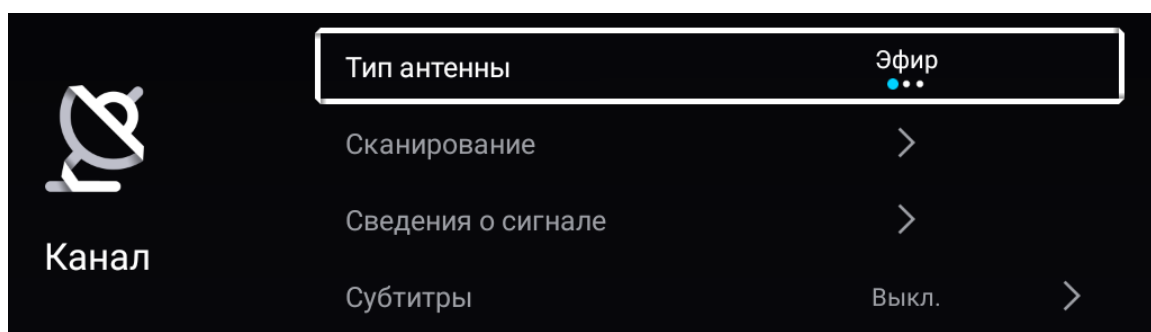 Тип антенны Эфир
Сканирование
Сведения о сигнале
Канал
Субтитры Выкл.